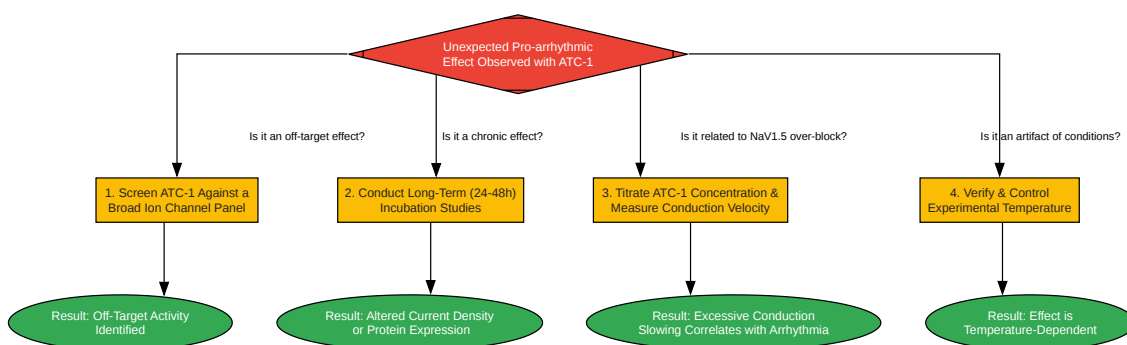 Unexpected Pro-arrhythmic
Effect Observed with ATC-1
Is it an off-target effect?
Is it a chronic effect?
Is it related to NaV1.5 over-block?
Is it an artifact of conditions?
1. Screen ATC-1 Against a
Broad Ion Channel Panel
2. Conduct Long-Term (24-48h)
Incubation Studies
3. Titrate ATC-1 Concentration &
Measure Conduction Velocity
4. Verify & Control
Experimental Temperature
Result: Off-Target Activity
Identified
Result: Altered Current Density
or Protein Expression
Result: Excessive Conduction
Slowing Correlates with Arrhythmia
Result: Effect is
Temperature-Dependent